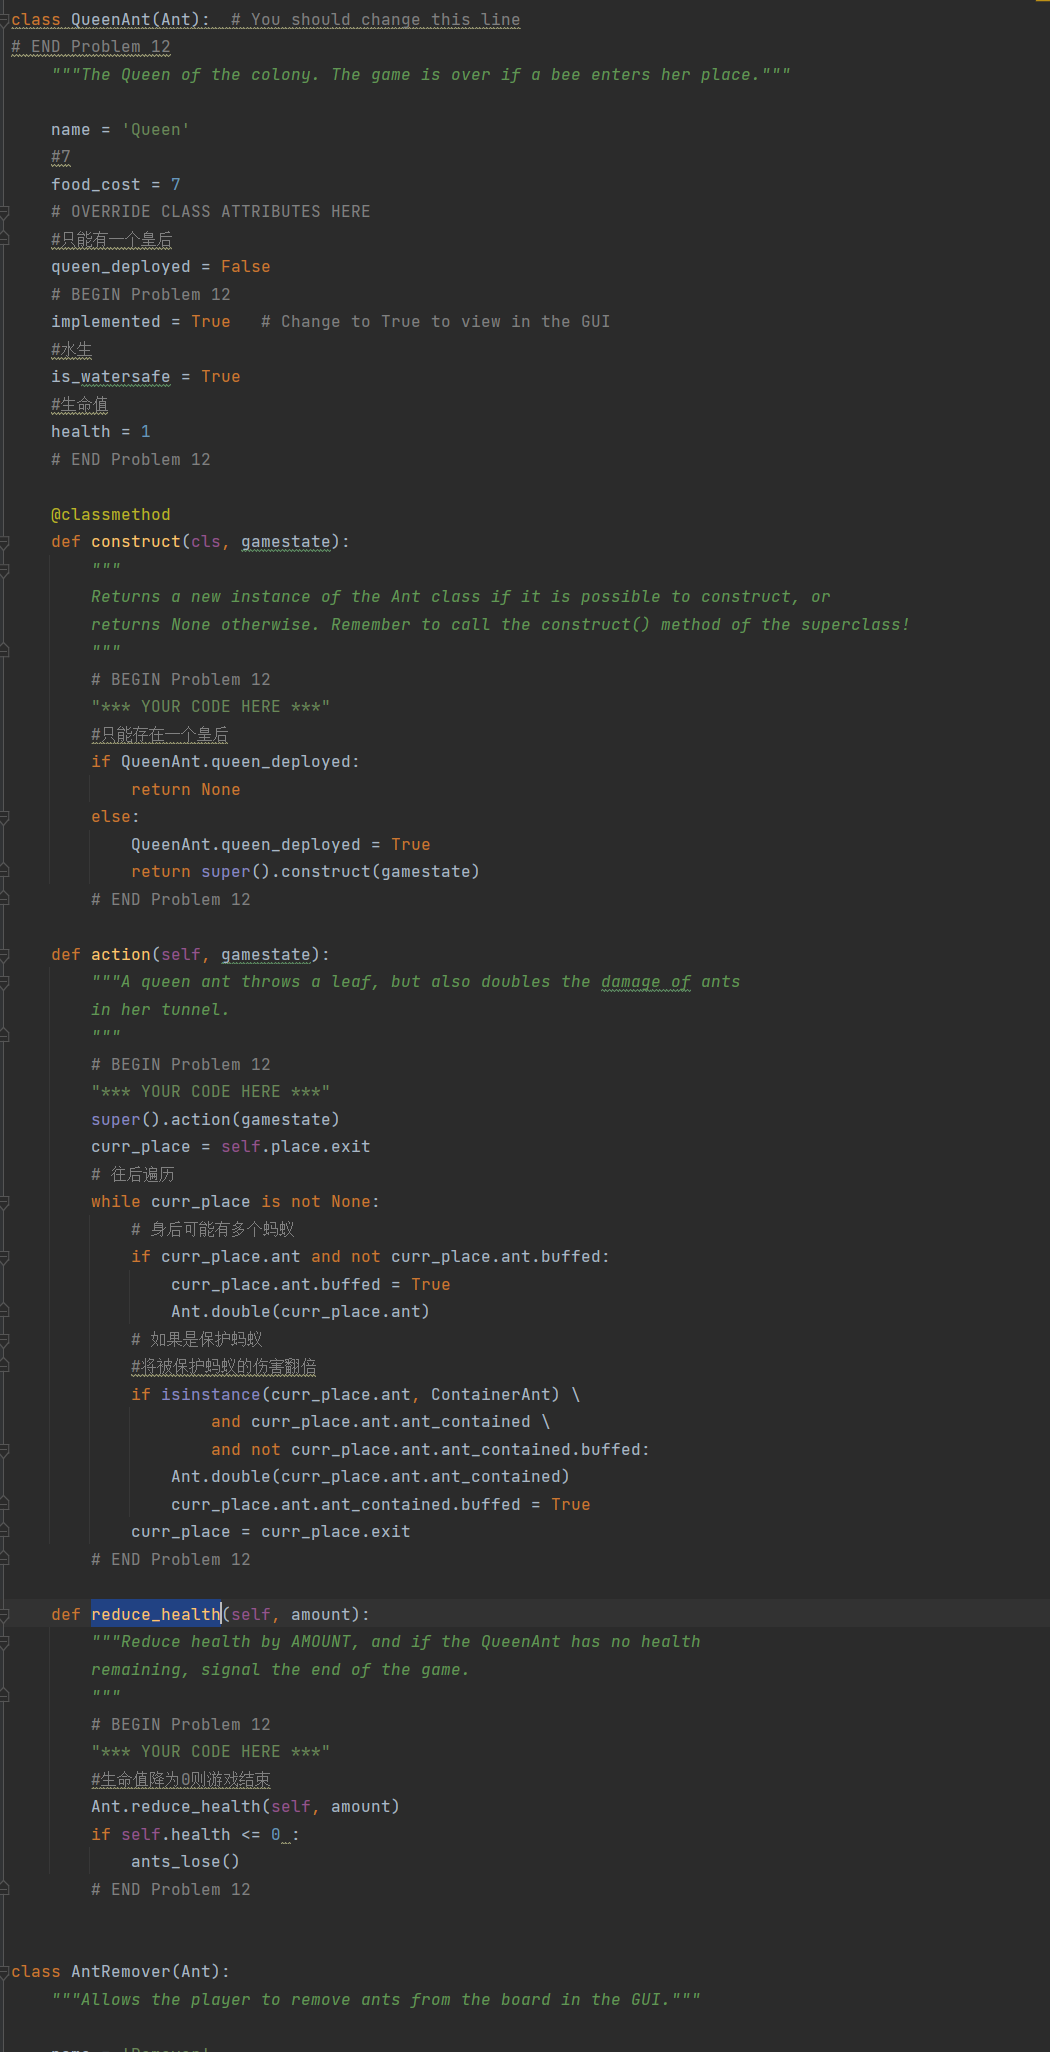 class QueenAnt(Ant):  # You should change this line
# END Problem 12
    """The Queen of the colony. The game is over if a bee enters her place."""

    name = 'Queen'
    #7
    food_cost = 7
    # OVERRIDE CLASS ATTRIBUTES HERE
    #只能有一个皇后
    queen_deployed = False
    # BEGIN Problem 12
    implemented = True   # Change to True to view in the GUI
    #水生
    is_watersafe = True
    #生命值
    health = 1
    # END Problem 12

    @classmethod
    def construct(cls, gamestate):
        """
        Returns a new instance of the Ant class if it is possible to construct, or
        returns None otherwise. Remember to call the construct() method of the superclass!
        """
        # BEGIN Problem 12
        "*** YOUR CODE HERE ***"
        #只能存在一个皇后
        if QueenAnt.queen_deployed:
            return None
        else:
            QueenAnt.queen_deployed = True
            return super().construct(gamestate)
        # END Problem 12

    def action(self, gamestate):
        """A queen ant throws a leaf, but also doubles the damage of ants
        in her tunnel.
        """
        # BEGIN Problem 12
        "*** YOUR CODE HERE ***"
        super().action(gamestate)
        curr_place = self.place.exit
        # 往后遍历
        while curr_place is not None:
            # 身后可能有多个蚂蚁
            if curr_place.ant and not curr_place.ant.buffed:
                curr_place.ant.buffed = True
                Ant.double(curr_place.ant)
            # 如果是保护蚂蚁
            #将被保护蚂蚁的伤害翻倍
            if isinstance(curr_place.ant, ContainerAnt) \
                    and curr_place.ant.ant_contained \
                    and not curr_place.ant.ant_contained.buffed:
                Ant.double(curr_place.ant.ant_contained)
                curr_place.ant.ant_contained.buffed = True
            curr_place = curr_place.exit
        # END Problem 12

    def reduce_health(self, amount):
        """Reduce health by AMOUNT, and if the QueenAnt has no health
        remaining, signal the end of the game.
        """
        # BEGIN Problem 12
        "*** YOUR CODE HERE ***"
        #生命值降为0则游戏结束
        Ant.reduce_health(self, amount)
        if self.health <= 0 :
            ants_lose()
        # END Problem 12

class AntRemover(Ant):
    """Allows the player to remove ants from the board in the GUI."""